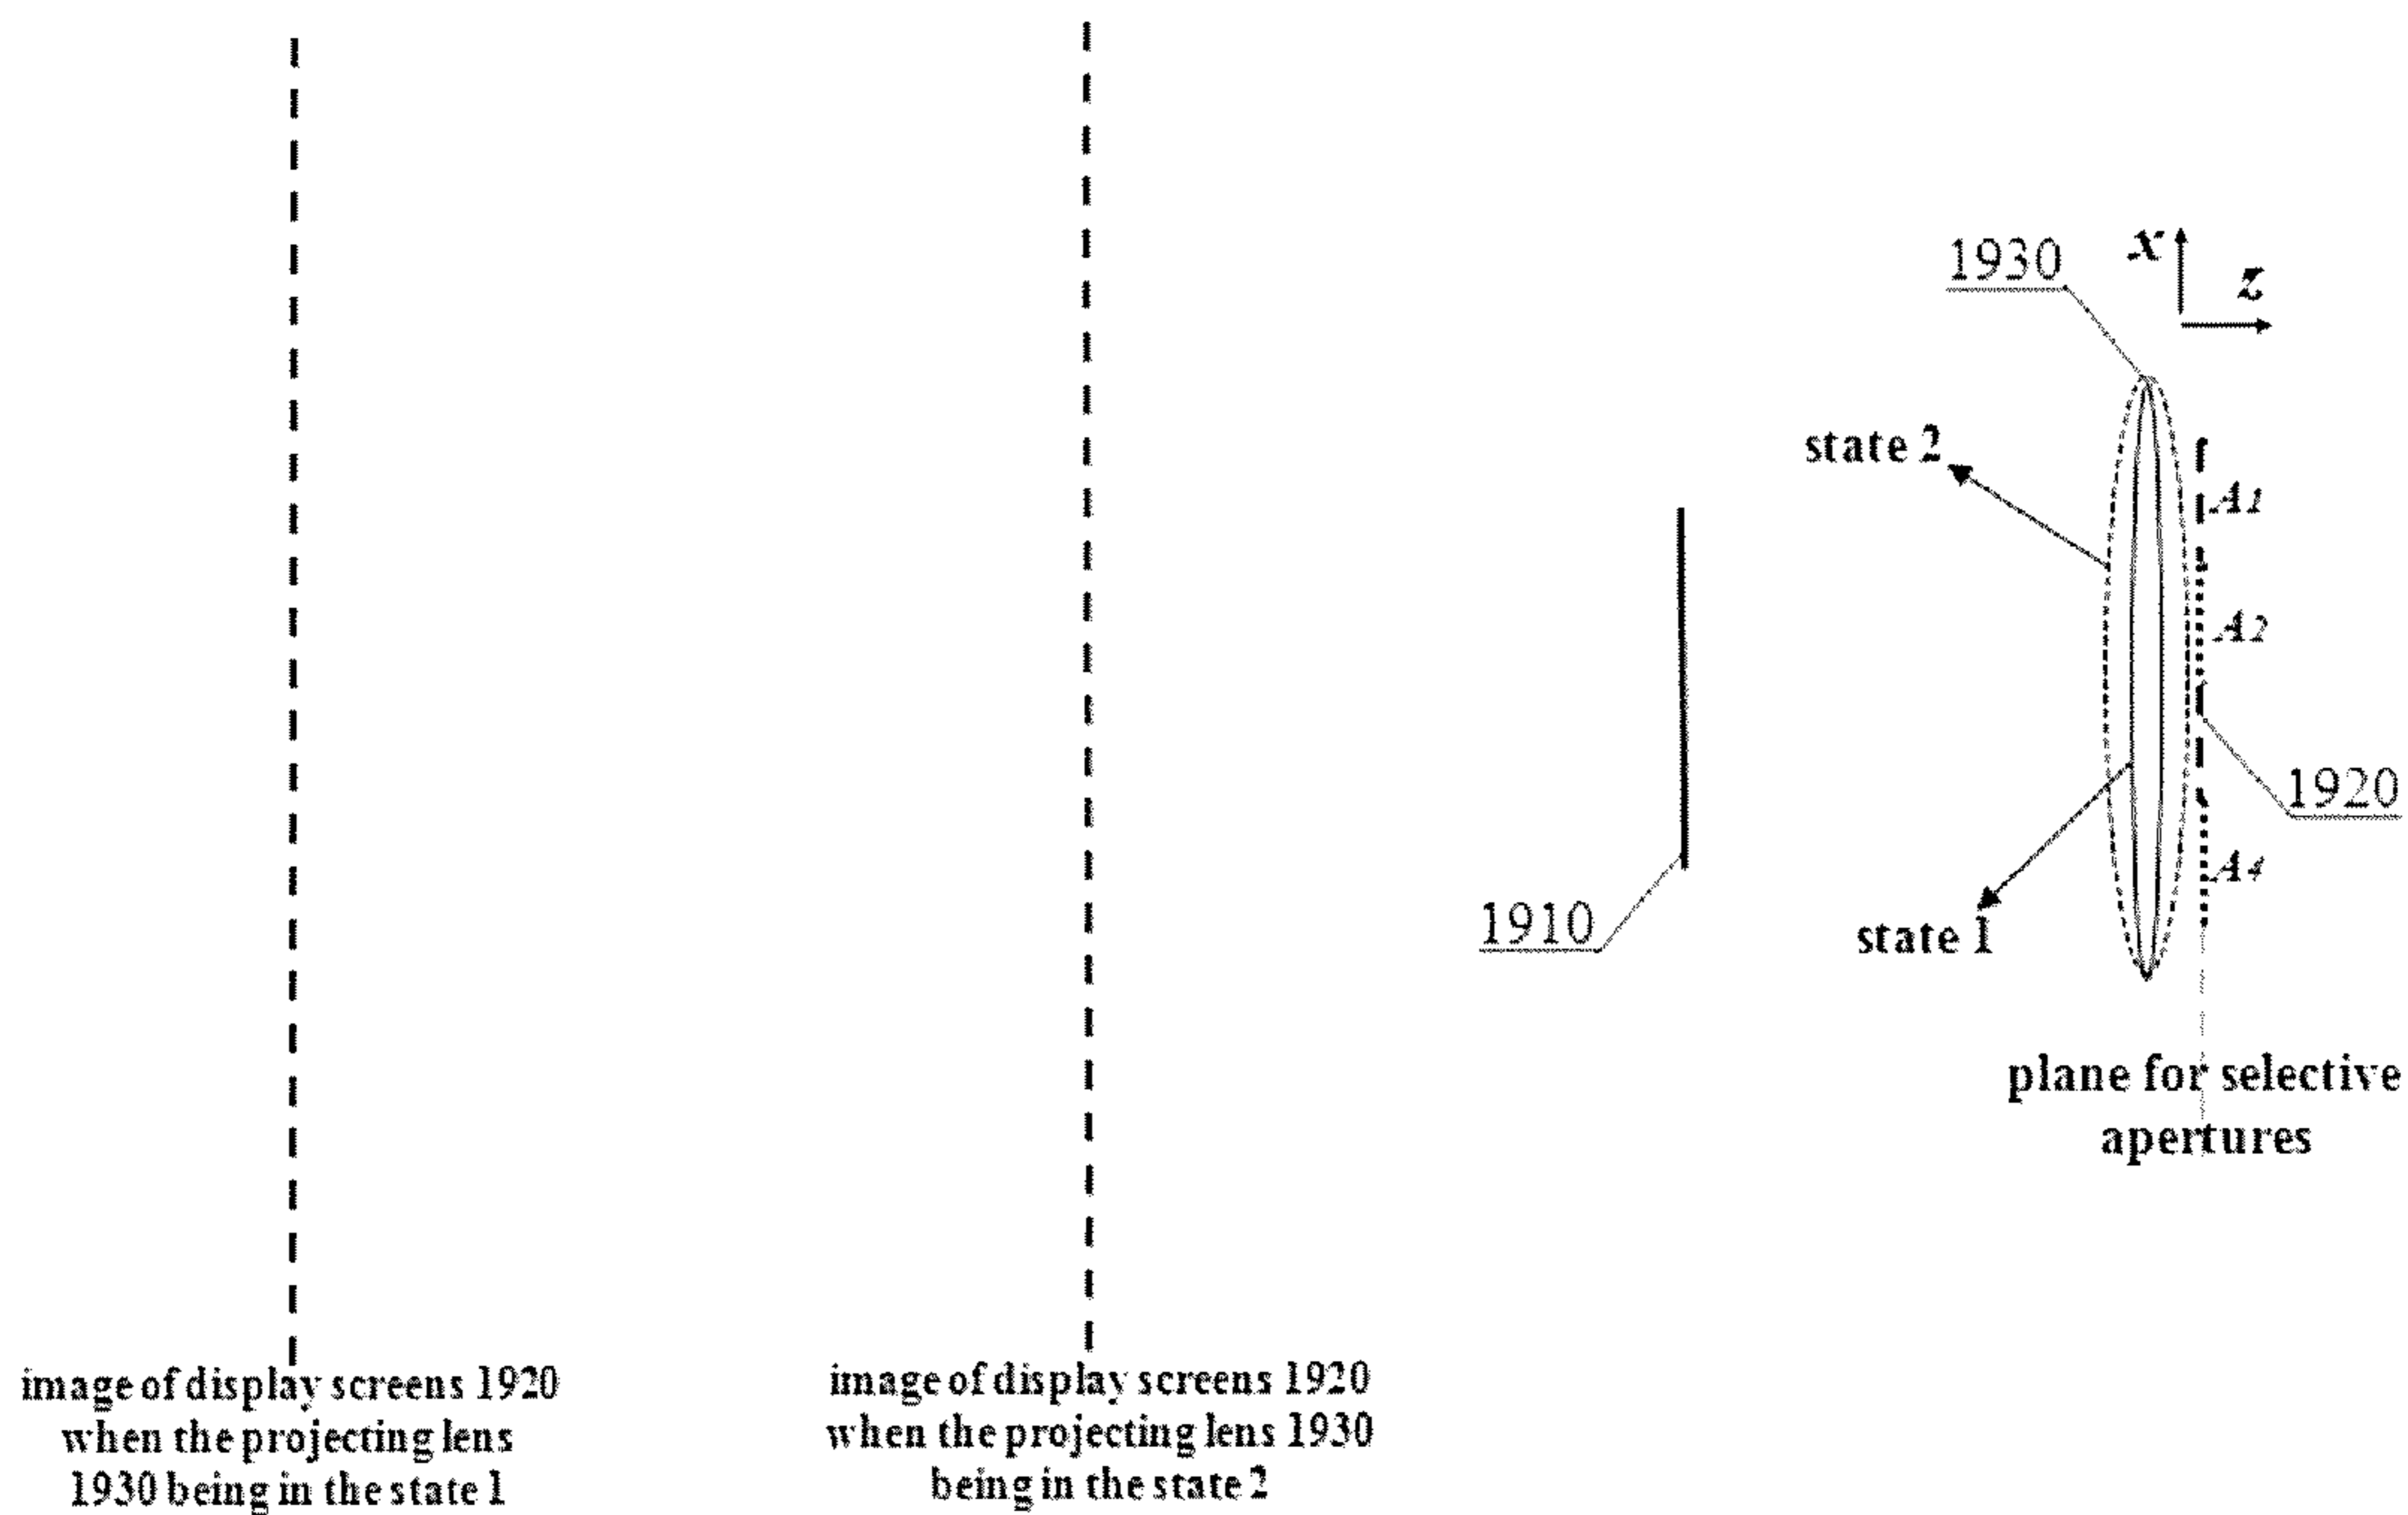 1930
x
z
state 2
A1
A2
1920
A4
1910
state 1
plane for selective
apertures
image of display screens 1920
when the projecting lens
1930 being in the state 1
image of display screens 1920
when the projecting lens 1930
being in the state 2